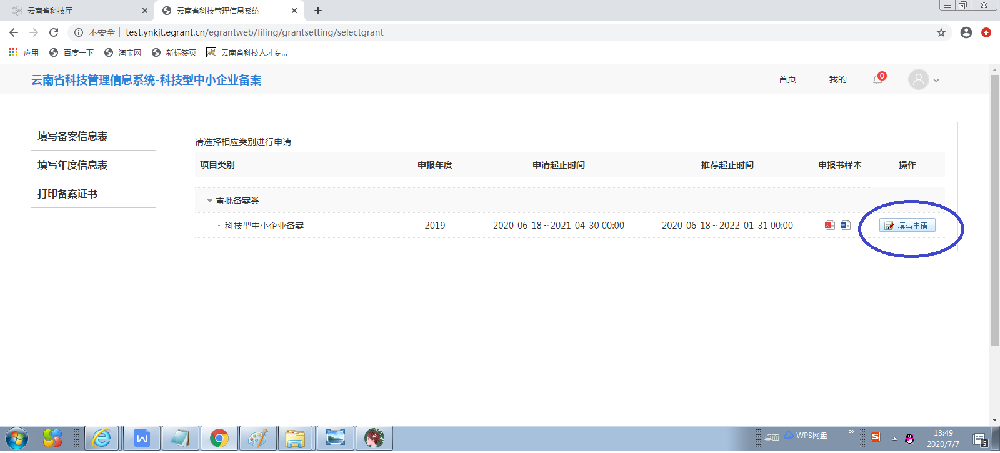 云南省科技厅
云南省科技管理信息系统
不安全 test.ynkjt.egrant.cn/egrantweb/filing/grantsetting/selectgrant
应用 百度一下 淘宝网 新标签页 云南省科技人才专...
云南省科技管理信息系统-科技型中小企业备案 首页 我的 0
填写备案信息表
填写年度信息表
打印备案证书
请选择相应类别进行申请
项目类别 申报年度 申请起止时间 推荐起止时间 申报书样本 操作
审批备案类
科技型中小企业备案 2019 2020-06-18～2021-04-30 00:00 2020-06-18～2022-01-31 00:00 填写申请
桌面 WPS网盘 » 13:49
2020/7/7 5